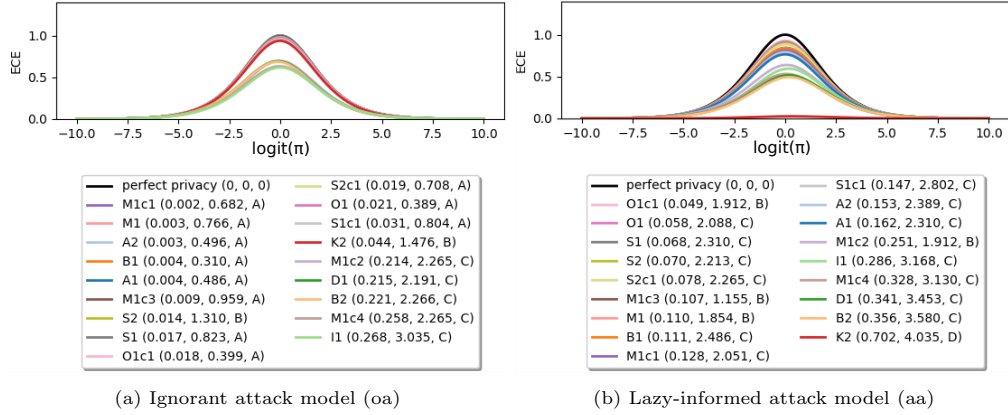 1.0
0.5
0.0
ECE
−10.0 −7.5 −5.0 −2.5 0.0 2.5 5.0 7.5 10.0
logit(π)
perfect privacy (0, 0, 0)
M1c1 (0.002, 0.682, A)
M1 (0.003, 0.766, A)
A2 (0.003, 0.496, A)
B1 (0.004, 0.310, A)
A1 (0.004, 0.486, A)
M1c3 (0.009, 0.959, A)
S2 (0.014, 1.310, B)
S1 (0.017, 0.823, A)
O1c1 (0.018, 0.399, A)
S2c1 (0.019, 0.708, A)
O1 (0.021, 0.389, A)
S1c1 (0.031, 0.804, A)
K2 (0.044, 1.476, B)
M1c2 (0.214, 2.265, C)
D1 (0.215, 2.191, C)
B2 (0.221, 2.266, C)
M1c4 (0.258, 2.265, C)
I1 (0.268, 3.035, C)
(a) Ignorant attack model (oa)
1.0
0.5
0.0
ECE
−10.0 −7.5 −5.0 −2.5 0.0 2.5 5.0 7.5 10.0
logit(π)
perfect privacy (0, 0, 0)
O1c1 (0.049, 1.912, B)
O1 (0.058, 2.088, C)
S1 (0.068, 2.310, C)
S2 (0.070, 2.213, C)
S2c1 (0.078, 2.265, C)
M1c3 (0.107, 1.155, B)
M1 (0.110, 1.854, B)
B1 (0.111, 2.486, C)
M1c1 (0.128, 2.051, C)
S1c1 (0.147, 2.802, C)
A2 (0.153, 2.389, C)
A1 (0.162, 2.310, C)
M1c2 (0.251, 1.912, B)
I1 (0.286, 3.168, C)
M1c4 (0.328, 3.130, C)
D1 (0.341, 3.453, C)
B2 (0.356, 3.580, C)
K2 (0.702, 4.035, D)
(b) Lazy-informed attack model (aa)